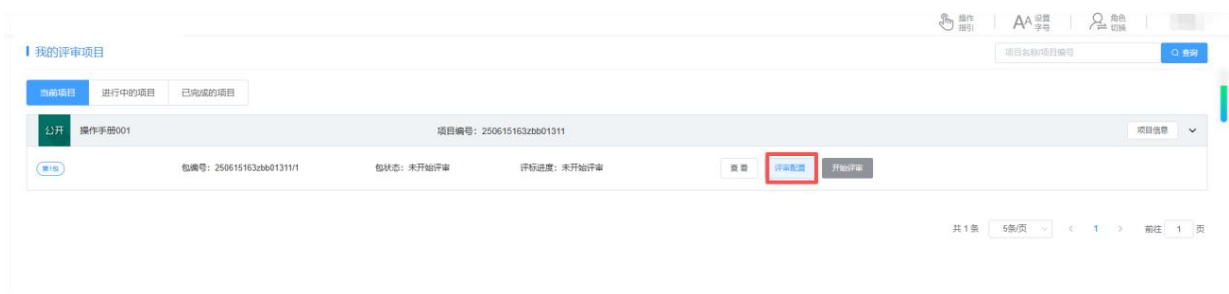 操作指引 AA 设置字号 角色切换
我的评审项目 项目名称/项目编号 查询
当前项目 进行中的项目 已完成的项目
公开 操作手册001 项目编号：250615163zbb01311 项目信息
第1包 包编号：250615163zbb01311/1 包状态：未开始评审 评标进度：未开始评审 查看 评审配置 开始评审
共1条 5条/页 < 1 > 前往 1 页